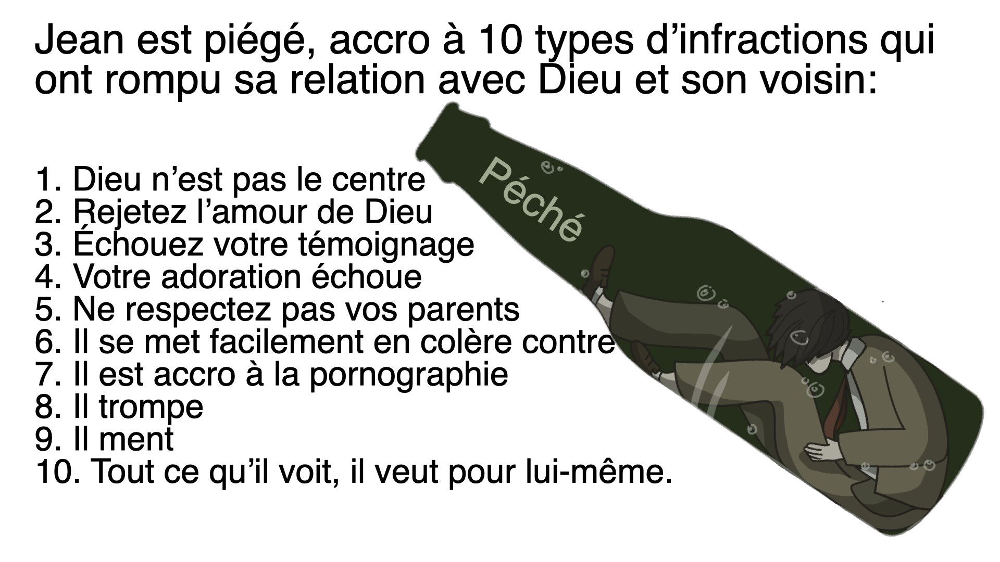 Jean est piégé, accro à 10 types d’infractions qui
ont rompu sa relation avec Dieu et son voisin:
Péché
1. Dieu n’est pas le centre
2. Rejetez l’amour de Dieu
3. Échouez votre témoignage
4. Votre adoration échoue
5. Ne respectez pas vos parents
6. Il se met facilement en colère contre
7. Il est accro à la pornographie
8. Il trompe
9. Il ment
10. Tout ce qu’il voit, il veut pour lui-même.